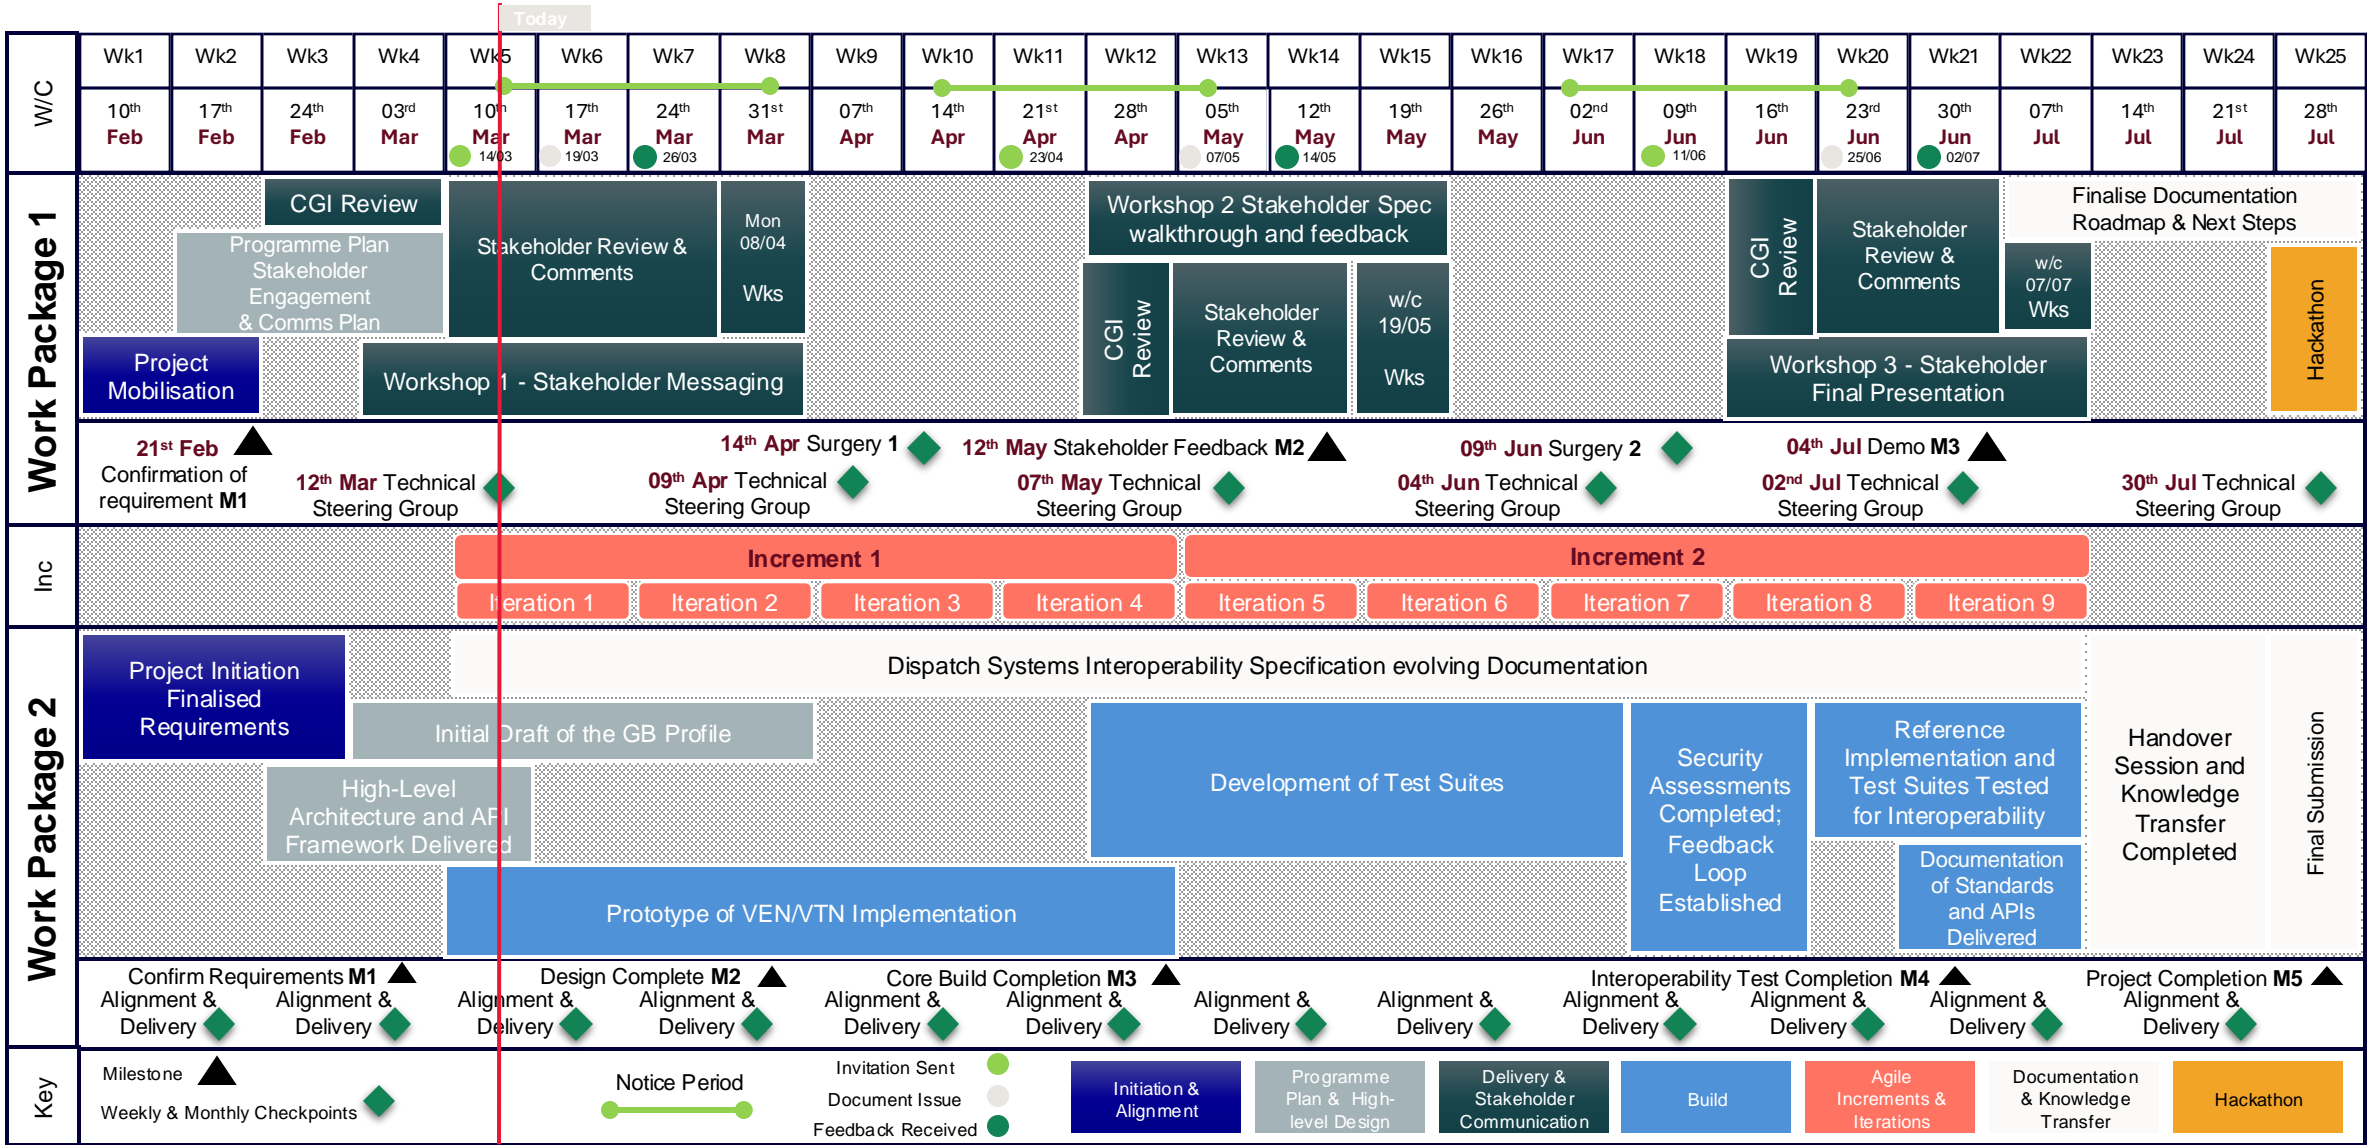 Today
W/C
Wk1 Wk2 Wk3 Wk4 Wk5 Wk6 Wk7 Wk8 Wk9 Wk10 Wk11 Wk12 Wk13 Wk14 Wk15 Wk16 Wk17 Wk18 Wk19 Wk20 Wk21 Wk22 Wk23 Wk24 Wk25
10th 17th 24th 03rd 10th 17th 24th 31st 07th 14th 21st 28th 05th 12th 19th 26th 02nd 09th 16th 23rd 30th 07th 14th 21st 28th
Feb Feb Feb Mar Mar Mar Mar Mar Apr Apr Apr Apr May May May May Jun Jun Jun Jun Jun Jul Jul Jul Jul
14/03 19/03 26/03 23/04 07/05 14/05 11/06 25/06 02/07
Work Package 1
CGI Review
Programme Plan
Stakeholder
Engagement
& Comms Plan
Project
Mobilisation
Stakeholder Review &
Comments
Mon
08/04
Wks
Workshop 1 - Stakeholder Messaging
Workshop 2 Stakeholder Spec
walkthrough and feedback
CGI
Review
Stakeholder
Review &
Comments
w/c
19/05
Wks
CGI
Review
Stakeholder
Review &
Comments
Finalise Documentation
Roadmap & Next Steps
w/c
07/07
Wks
Workshop 3 - Stakeholder
Final Presentation
Hackathon
21st Feb
Confirmation of
requirement M1
12th Mar Technical
Steering Group
14th Apr Surgery 1
09th Apr Technical
Steering Group
12th May Stakeholder Feedback M2
07th May Technical
Steering Group
09th Jun Surgery 2
04th Jun Technical
Steering Group
04th Jul Demo M3
02nd Jul Technical
Steering Group
30th Jul Technical
Steering Group
Inc
Increment 1
Increment 2
Iteration 1 Iteration 2 Iteration 3 Iteration 4 Iteration 5 Iteration 6 Iteration 7 Iteration 8 Iteration 9
Work Package 2
Project Initiation
Finalised
Requirements
Dispatch Systems Interoperability Specification evolving Documentation
Initial Draft of the GB Profile
High-Level
Architecture and API
Framework Delivered
Prototype of VEN/VTN Implementation
Development of Test Suites
Security
Assessments
Completed;
Feedback
Loop
Established
Reference
Implementation and
Test Suites Tested
for Interoperability
Documentation
of Standards
and APIs
Delivered
Handover
Session and
Knowledge
Transfer
Completed
Final Submission
Confirm Requirements M1
Design Complete M2
Core Build Completion M3
Interoperability Test Completion M4
Project Completion M5
Alignment & Alignment & Alignment & Alignment & Alignment & Alignment & Alignment & Alignment & Alignment & Alignment & Alignment & Alignment &
Delivery Delivery Delivery Delivery Delivery Delivery Delivery Delivery Delivery Delivery Delivery Delivery
Key
Milestone
Weekly & Monthly Checkpoints
Notice Period
Invitation Sent
Document Issue
Feedback Received
Initiation &
Alignment
Programme
Plan & High-
level Design
Delivery &
Stakeholder
Communication
Build
Agile
Increments &
Iterations
Documentation
& Knowledge
Transfer
Hackathon